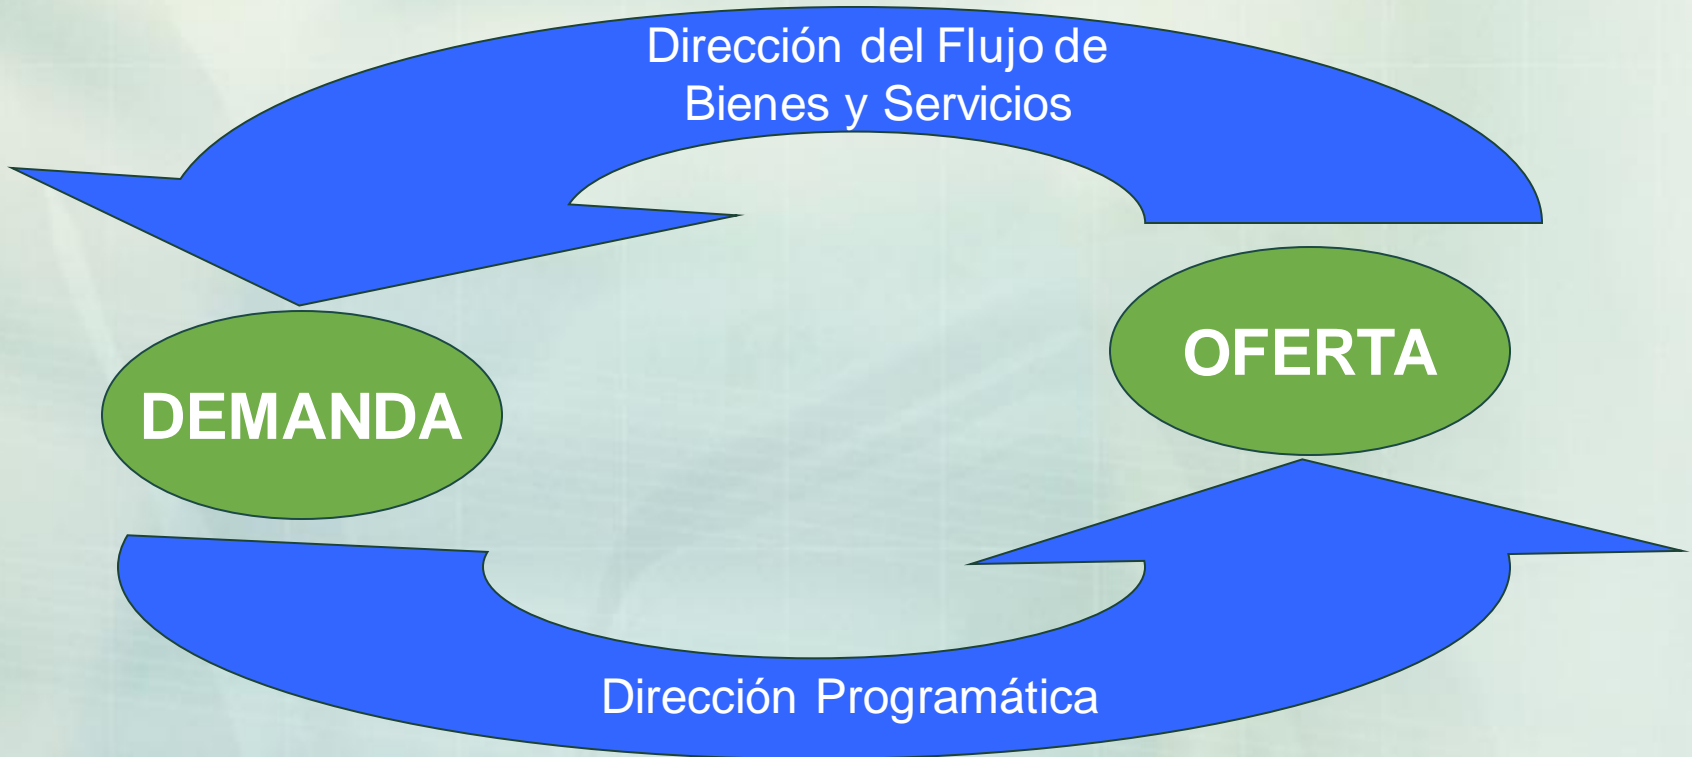 Dirección del Flujo de
Bienes y Servicios
OFERTA
DEMANDA
Dirección Programática